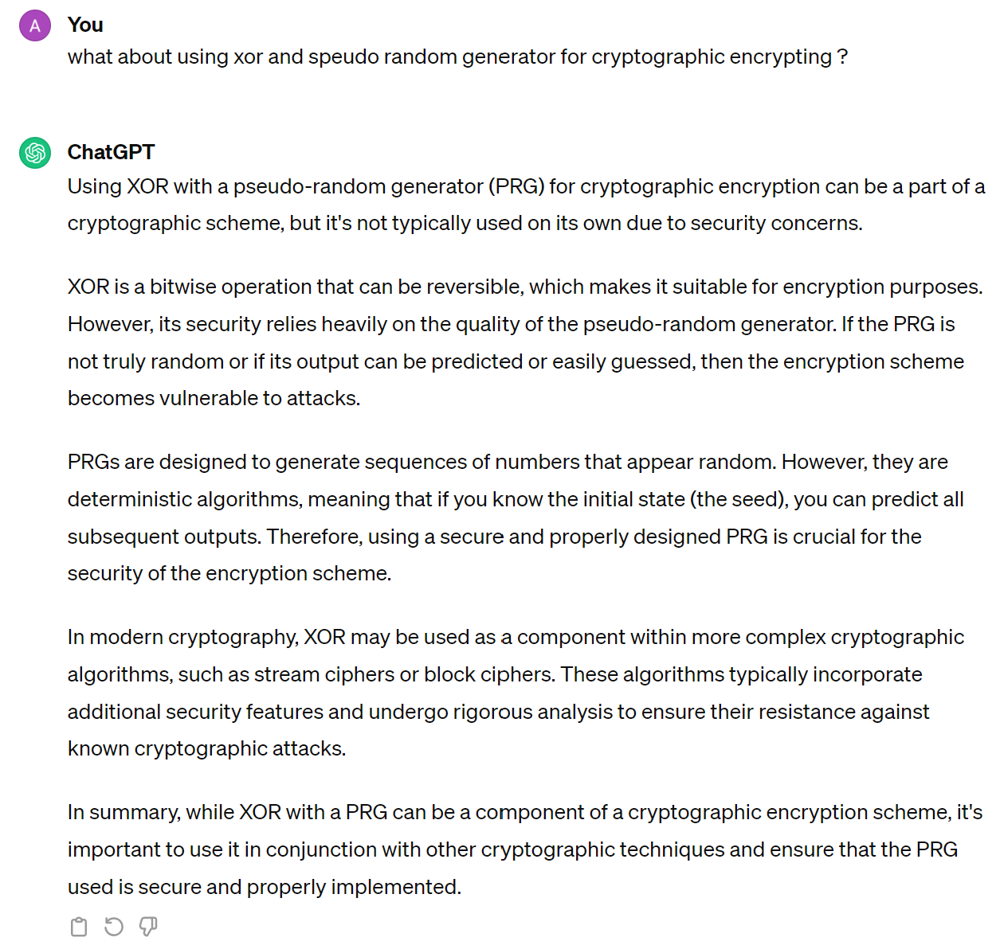 A
You
what about using xor and speudo random generator for cryptographic encrypting ?
ChatGPT
Using XOR with a pseudo-random generator (PRG) for cryptographic encryption can be a part of a
cryptographic scheme, but it's not typically used on its own due to security concerns.
XOR is a bitwise operation that can be reversible, which makes it suitable for encryption purposes.
However, its security relies heavily on the quality of the pseudo-random generator. If the PRG is
not truly random or if its output can be predicted or easily guessed, then the encryption scheme
becomes vulnerable to attacks.
PRGs are designed to generate sequences of numbers that appear random. However, they are
deterministic algorithms, meaning that if you know the initial state (the seed), you can predict all
subsequent outputs. Therefore, using a secure and properly designed PRG is crucial for the
security of the encryption scheme.
In modern cryptography, XOR may be used as a component within more complex cryptographic
algorithms, such as stream ciphers or block ciphers. These algorithms typically incorporate
additional security features and undergo rigorous analysis to ensure their resistance against
known cryptographic attacks.
In summary, while XOR with a PRG can be a component of a cryptographic encryption scheme, it's
important to use it in conjunction with other cryptographic techniques and ensure that the PRG
used is secure and properly implemented.